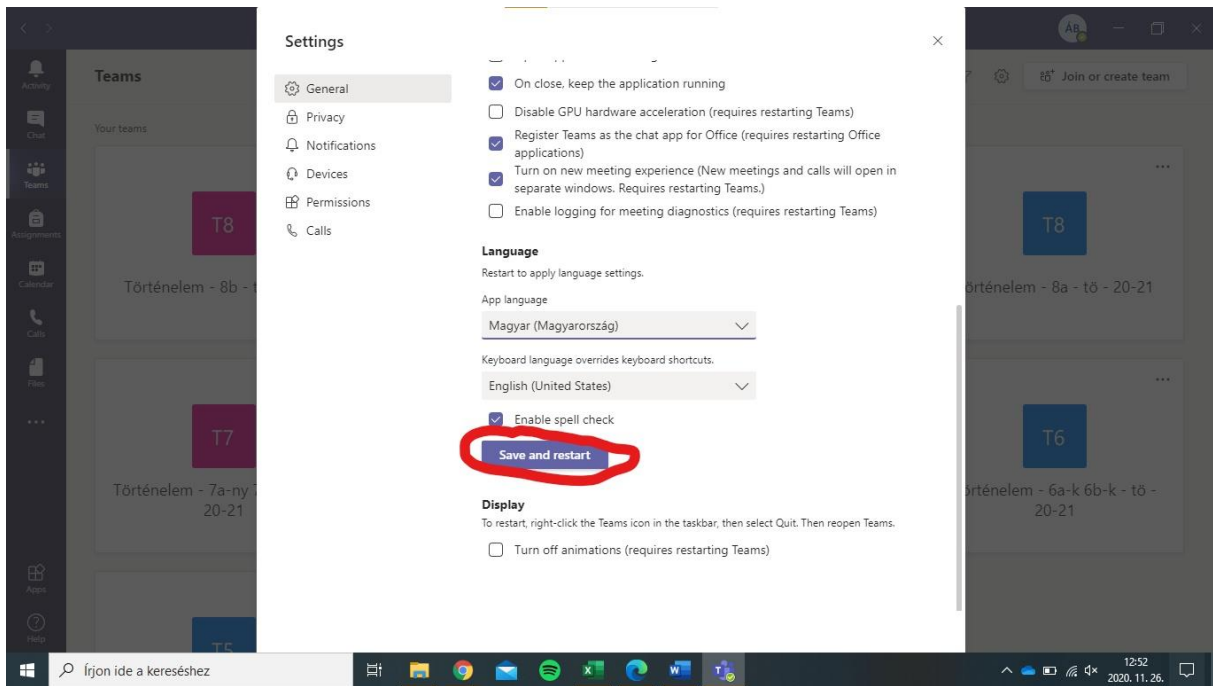 ÁB
Settings
Activity
Teams
Join or create team
General
On close, keep the application running
Privacy
Disable GPU hardware acceleration (requires restarting Teams)
Chat
Your teams
Notifications
Register Teams as the chat app for Office (requires restarting Office
applications)
Devices
Turn on new meeting experience (New meetings and calls will open in
separate windows. Requires restarting Teams.)
Teams
Permissions
Enable logging for meeting diagnostics (requires restarting Teams)
Calls
T8
T8
Assignments
Language
Restart to apply language settings.
Calendar
Történelem - 8b -
App language
örténelem - 8a - tö - 20-21
Magyar (Magyarország)
Calls
Keyboard language overrides keyboard shortcuts.
Files
English (United States)
Enable spell check
T7
T6
Save and restart
Történelem - 7a-ny
20-21
örténelem - 6a-k 6b-k - tö -
20-21
Display
To restart, right-click the Teams icon in the taskbar, then select Quit. Then reopen Teams.
Turn off animations (requires restarting Teams)
Apps
Help
T5
Írjon ide a kereséshez
12:52
2020. 11. 26.